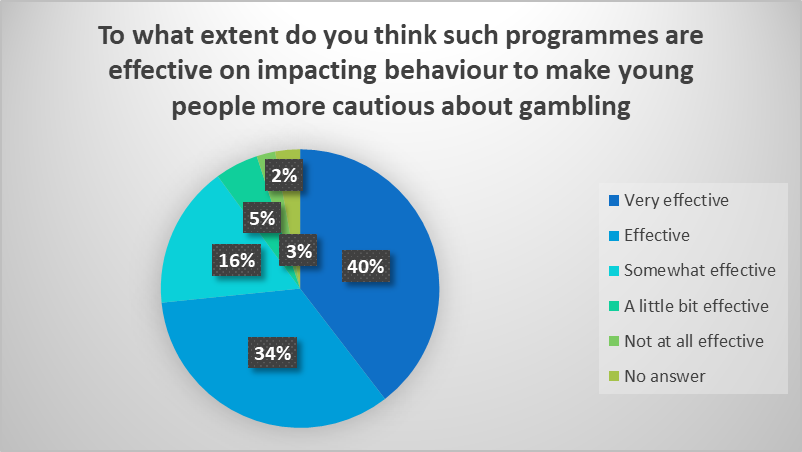 To what extent do you think such programmes are
effective on impacting behaviour to make young
people more cautious about gambling
2%
5%
3%
16%
40%
34%
Very effective
Effective
Somewhat effective
A little bit effective
Not at all effective
No answer